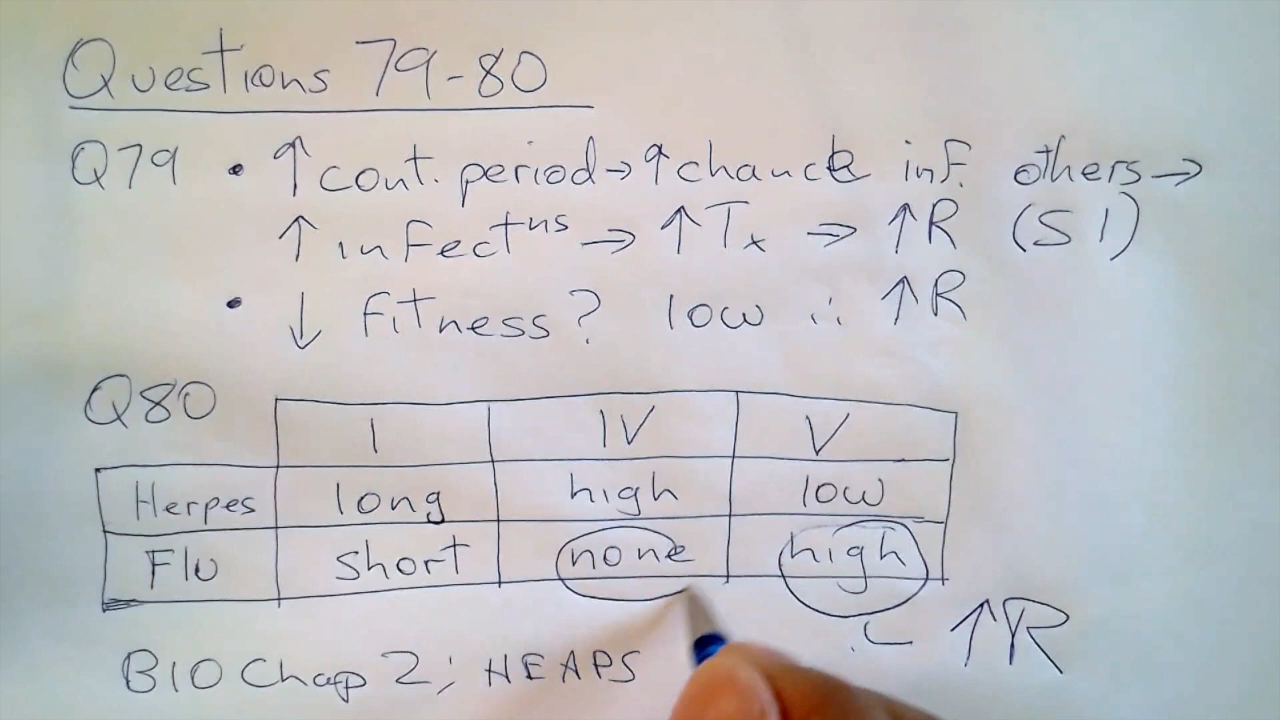 Questions 79-80
Q79 • ↑ cont. period → ↑ chance inf. others →
↑ infectns → ↑ Tx → ↑ R (S I)
• ↓ fitness? low ∴ ↑ R
Q80
I IV V
Herpes long high low
Flu short none high
∴ ↑ R
BIO Chap 2; HEAPS